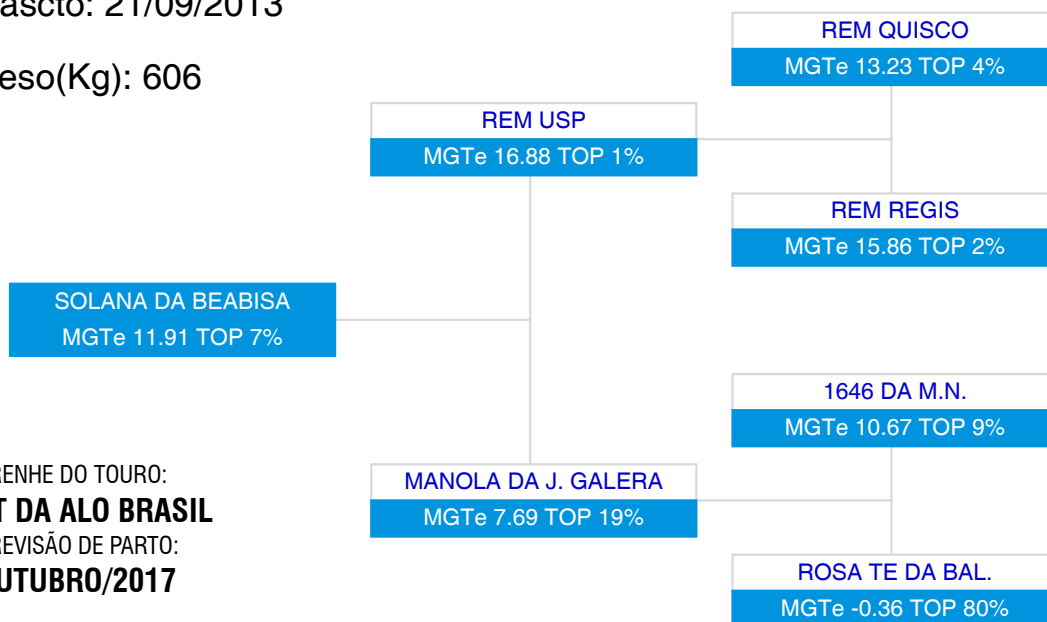 ascto: 21/09/2013
eso(Kg): 606
REM QUISCO
MGTe 13.23 TOP 4%
REM USP
MGTe 16.88 TOP 1%
REM REGIS
MGTe 15.86 TOP 2%
SOLANA DA BEABISA
MGTe 11.91 TOP 7%
1646 DA M.N.
MGTe 10.67 TOP 9%
MANOLA DA J. GALERA
MGTe 7.69 TOP 19%
ROSA TE DA BAL.
MGTe -0.36 TOP 80%
RENHE DO TOURO:
T DA ALO BRASIL
REVISÃO DE PARTO:
UTUBRO/2017